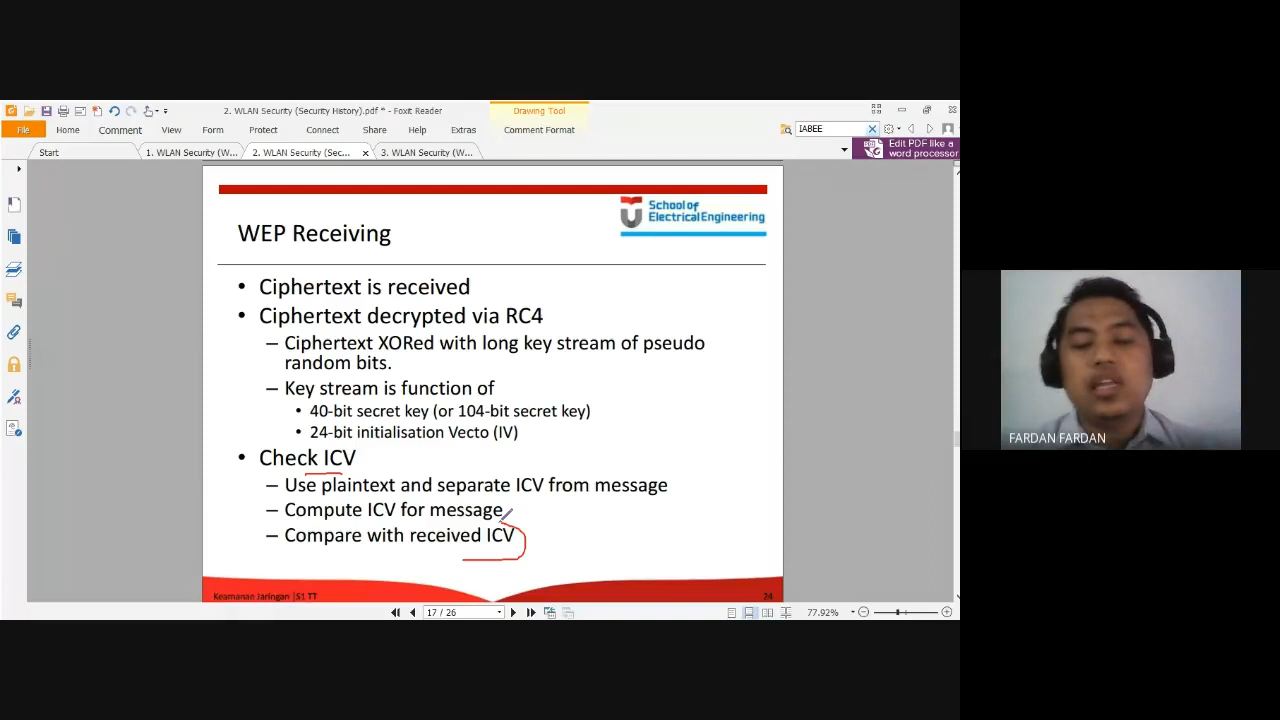 2. WLAN Security (Security History).pdf * - Foxit Reader
Drawing Tool
File Home Comment View Form Protect Connect Share Help Extras Comment Format
IABEE
Start
1. WLAN Security (W...
2. WLAN Security (Sec...
3. WLAN Security (W...
Edit PDF like a
word processor
School of
Electrical Engineering
WEP Receiving
• Ciphertext is received
• Ciphertext decrypted via RC4
– Ciphertext XORed with long key stream of pseudo
random bits.
– Key stream is function of
• 40-bit secret key (or 104-bit secret key)
• 24-bit initialisation Vecto (IV)
• Check ICV
– Use plaintext and separate ICV from message
– Compute ICV for message
– Compare with received ICV
Keamanan Jaringan |S1 TT
24
17 / 26
77.92%
FARDAN FARDAN